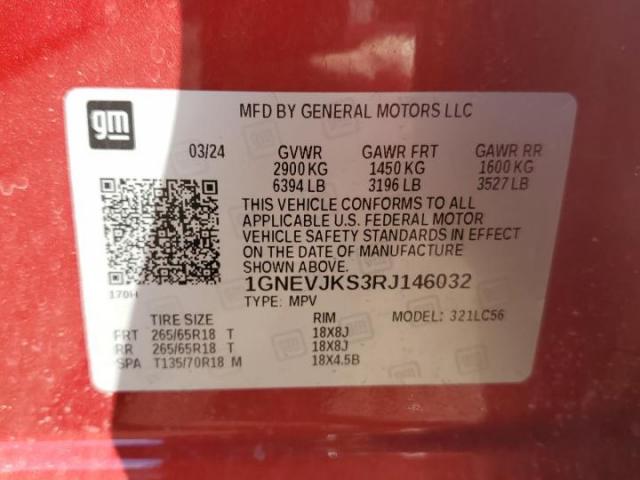 gm
MFD BY GENERAL MOTORS LLC
03/24 GVWR GAWR FRT GAWR RR
2900 KG 1450 KG 1600 KG
6394 LB 3196 LB 3527 LB
THIS VEHICLE CONFORMS TO ALL
APPLICABLE U.S. FEDERAL MOTOR
VEHICLE SAFETY STANDARDS IN EFFECT
ON THE DATE OF MANUFACTURE
SHOWN ABOVE.
170H
1GNEVJKS3RJ146032
TYPE: MPV MODEL: 321LC56
TIRE SIZE RIM
FRT 265/65R18 T 18X8J
RR 265/65R18 T 18X8J
SPA T135/70R18 M 18X4.5B